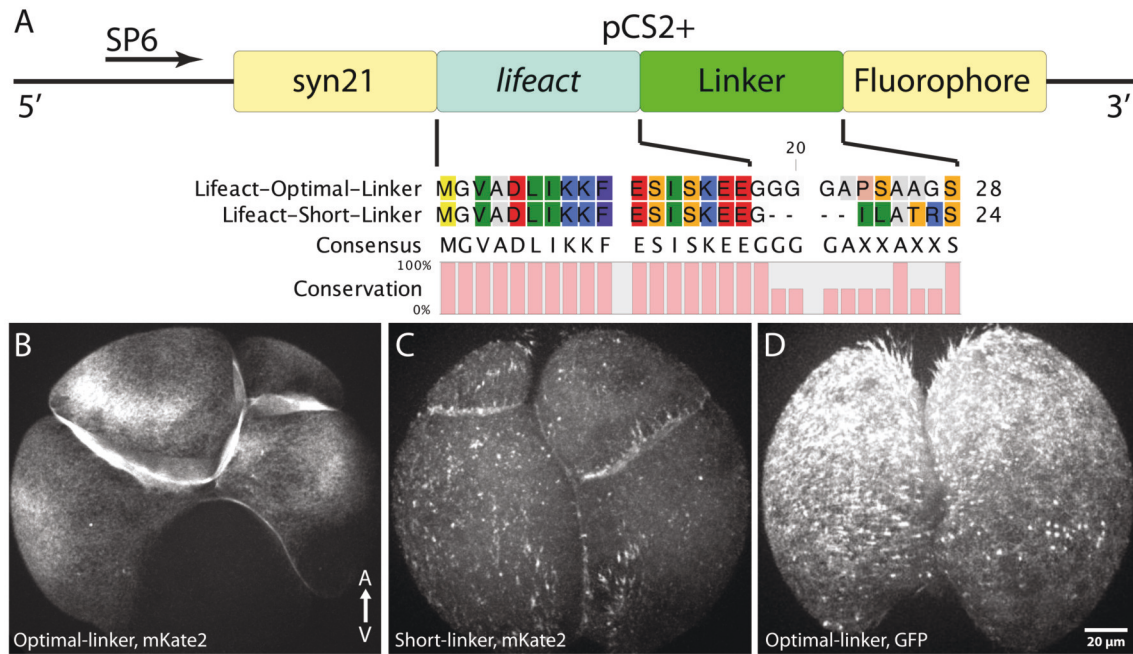 A
pCS2+
SP6
syn21 lifeact Linker Fluorophore
5’ 3’
20
Lifeact-Optimal-Linker MGVADLIKKF ESISKEEGGG GAPSAAGS 28
Lifeact-Short-Linker MGVADLIKKF ESISKEEG-- --ILATRS 24
Consensus MGVADLIKKF ESISKEEGGG GAXXAXXS
100%
Conservation
0%
B C D
A
V
Optimal-linker, mKate2 Short-linker, mKate2 Optimal-linker, GFP
20 µm